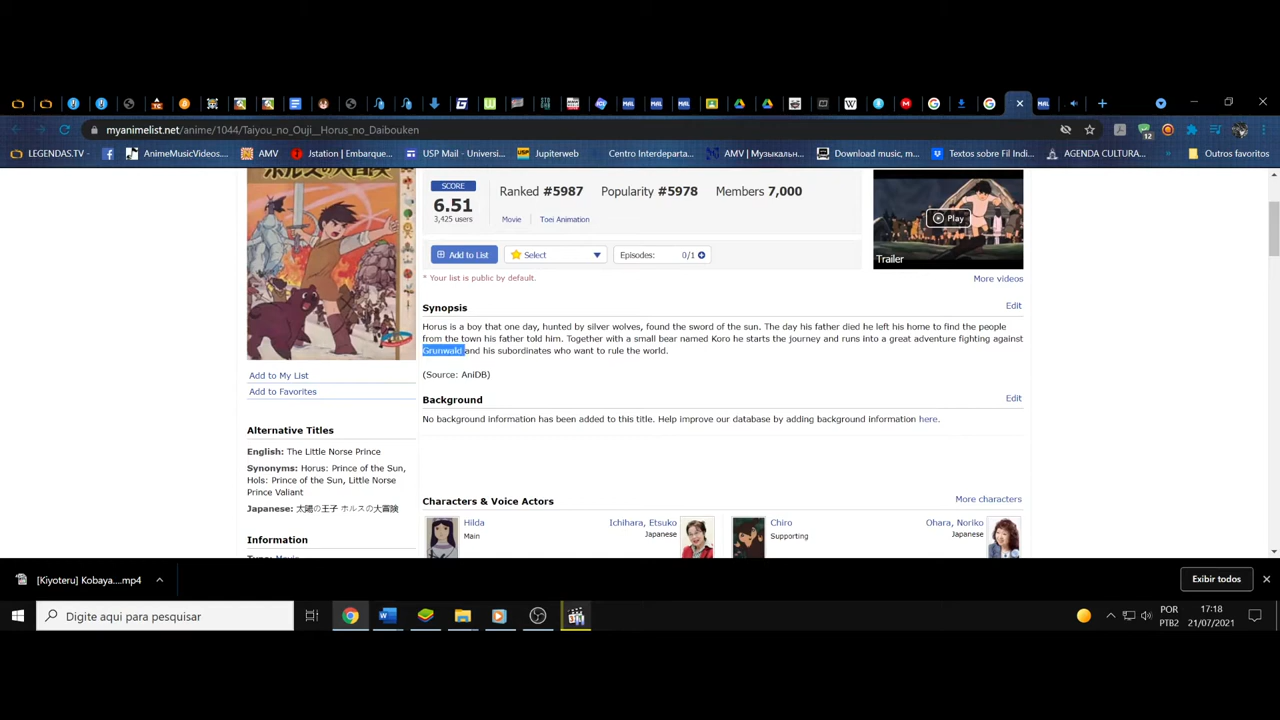 myanimelist.net/anime/1044/Taiyou_no_Ouji__Horus_no_Daibouken
12
LEGENDAS.TV -
AnimeMusicVideos....
AMV
Jstation | Embarque...
USP Mail - Universi...
Jupiterweb
Centro Interdeparta...
AMV | Музыкальн...
Download music, m...
Textos sobre Fil Indi...
AGENDA CULTURA...
Outros favoritos
ホルスの大冒険
SCORE
6.51
3,425 users
Ranked #5987 Popularity #5978 Members 7,000
Movie Toei Animation
Add to List
Select
Episodes: 0/1
* Your list is public by default.
Play
Trailer
More videos
Synopsis
Edit
Horus is a boy that one day, hunted by silver wolves, found the sword of the sun. The day his father died he left his home to find the people
from the town his father told him. Together with a small bear named Koro he starts the journey and runs into a great adventure fighting against
Grunwald and his subordinates who want to rule the world.
(Source: AniDB)
Background
Edit
No background information has been added to this title. Help improve our database by adding background information here.
Add to My List
Add to Favorites
Alternative Titles
English: The Little Norse Prince
Synonyms: Horus: Prince of the Sun,
Hols: Prince of the Sun, Little Norse
Prince Valiant
Japanese: 太陽の王子 ホルスの大冒険
Information
Type: Movie
Characters & Voice Actors
More characters
Hilda
Main
Ichihara, Etsuko
Japanese
Chiro
Supporting
Ohara, Noriko
Japanese
[Kiyoteru] Kobaya....mp4
Exibir todos
Digite aqui para pesquisar
POR
PTB2
17:18
21/07/2021